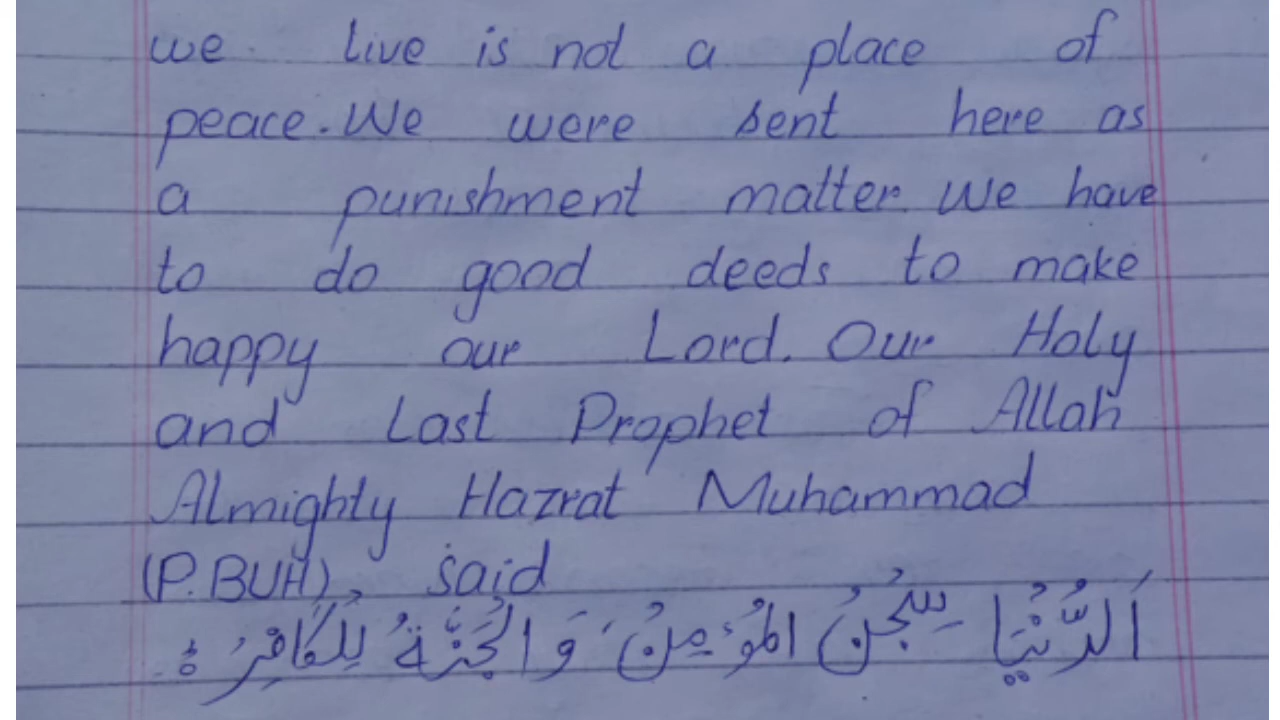 we live is not a place of
peace. We were sent here as
a punishment matter. We have
to do good deeds to make
happy our Lord. Our Holy
and Last Prophet of Allah
Almighty Hazrat Muhammad
(P.BUH), said
اَلدُّنْيَا سِجْنُ المُؤْمِنُ وَالْجَنَّةُ لِلْكَافِرُ ۃ